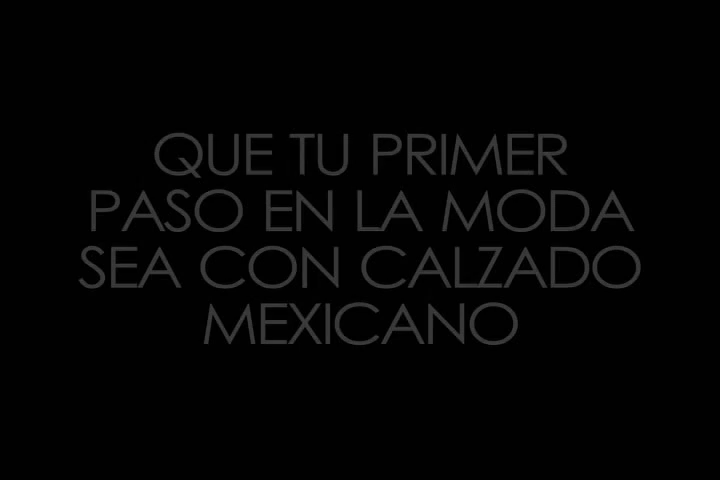 QUE TU PRIMER
PASO EN LA MODA
SEA CON CALZADO
MEXICANO